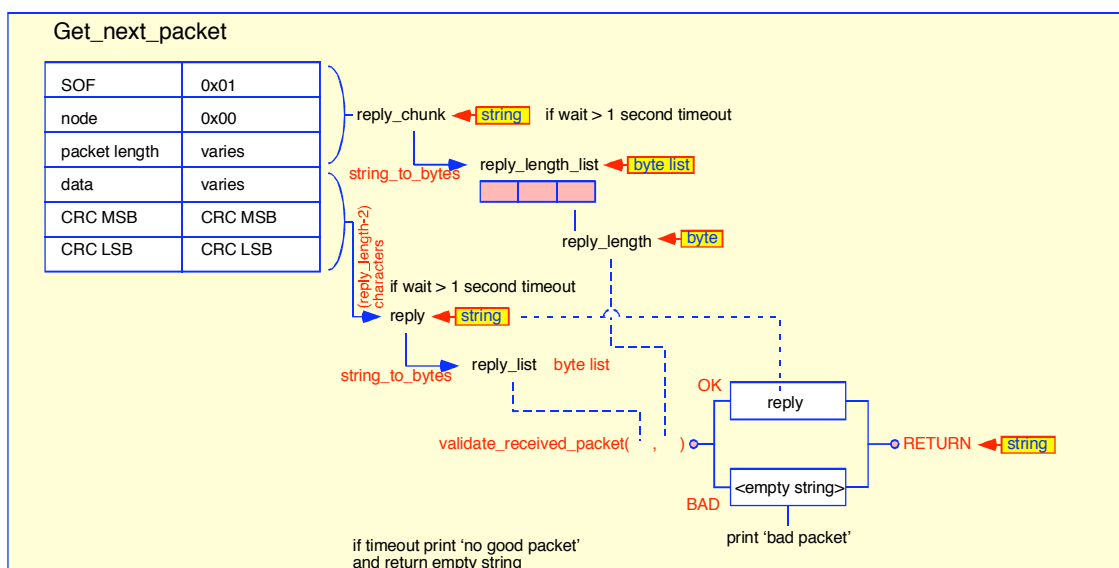 Get_next_packet
SOF 0x01
node 0x00
packet length varies
data varies
CRC MSB CRC MSB
CRC LSB CRC LSB
reply_chunk string if wait > 1 second timeout
string_to_bytes
reply_length_list byte list
reply_length byte
(reply_length-2)
characters
if wait > 1 second timeout
reply string
string_to_bytes
reply_list byte list
validate_received_packet( , )
OK
reply
RETURN string
BAD
<empty string>
print ‘bad packet’
if timeout print ‘no good packet’
and return empty string